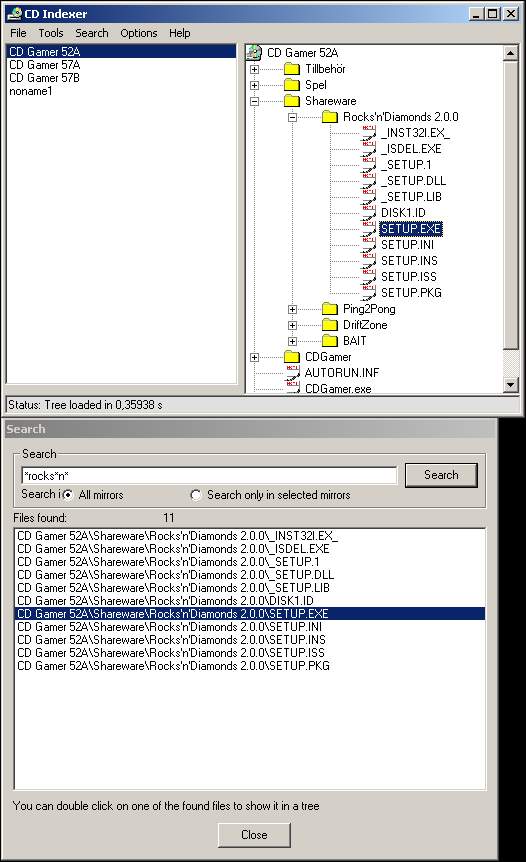 CD Indexer
File Tools Search Options Help
CD Gamer 52A
CD Gamer 57A
CD Gamer 57B
noname1
CD Gamer 52A
Tillbehör
Spel
Shareware
Rocks'n'Diamonds 2.0.0
_INST32I.EX_
_ISDEL.EXE
_SETUP.1
_SETUP.DLL
_SETUP.LIB
DISK1.ID
SETUP.EXE
SETUP.INI
SETUP.INS
SETUP.ISS
SETUP.PKG
Ping2Pong
DriftZone
BAIT
CDGamer
AUTORUN.INF
CDGamer.exe
Status: Tree loaded in 0,35938 s
Search
Search
*rocks*n* Search
Search i All mirrors Search only in selected mirrors
Files found: 11
CD Gamer 52A\Shareware\Rocks'n'Diamonds 2.0.0\_INST32I.EX_
CD Gamer 52A\Shareware\Rocks'n'Diamonds 2.0.0\_ISDEL.EXE
CD Gamer 52A\Shareware\Rocks'n'Diamonds 2.0.0\_SETUP.1
CD Gamer 52A\Shareware\Rocks'n'Diamonds 2.0.0\_SETUP.DLL
CD Gamer 52A\Shareware\Rocks'n'Diamonds 2.0.0\_SETUP.LIB
CD Gamer 52A\Shareware\Rocks'n'Diamonds 2.0.0\DISK1.ID
CD Gamer 52A\Shareware\Rocks'n'Diamonds 2.0.0\SETUP.EXE
CD Gamer 52A\Shareware\Rocks'n'Diamonds 2.0.0\SETUP.INI
CD Gamer 52A\Shareware\Rocks'n'Diamonds 2.0.0\SETUP.INS
CD Gamer 52A\Shareware\Rocks'n'Diamonds 2.0.0\SETUP.ISS
CD Gamer 52A\Shareware\Rocks'n'Diamonds 2.0.0\SETUP.PKG
You can double click on one of the found files to show it in a tree
Close